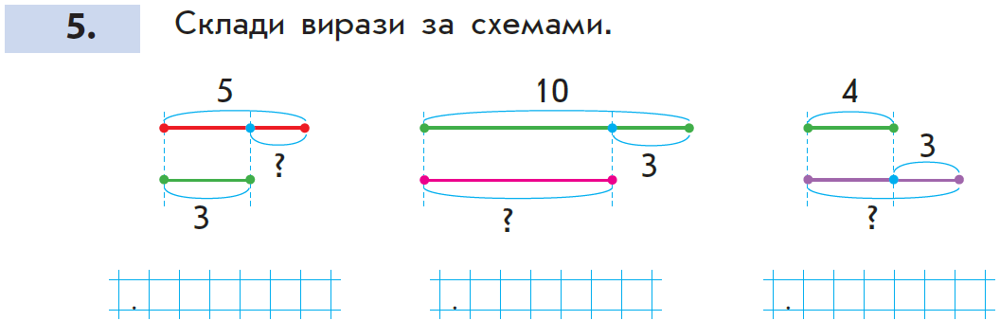 5. Склади вирази за схемами.
5 10 4
? 3 3
3 ? ?
. . .